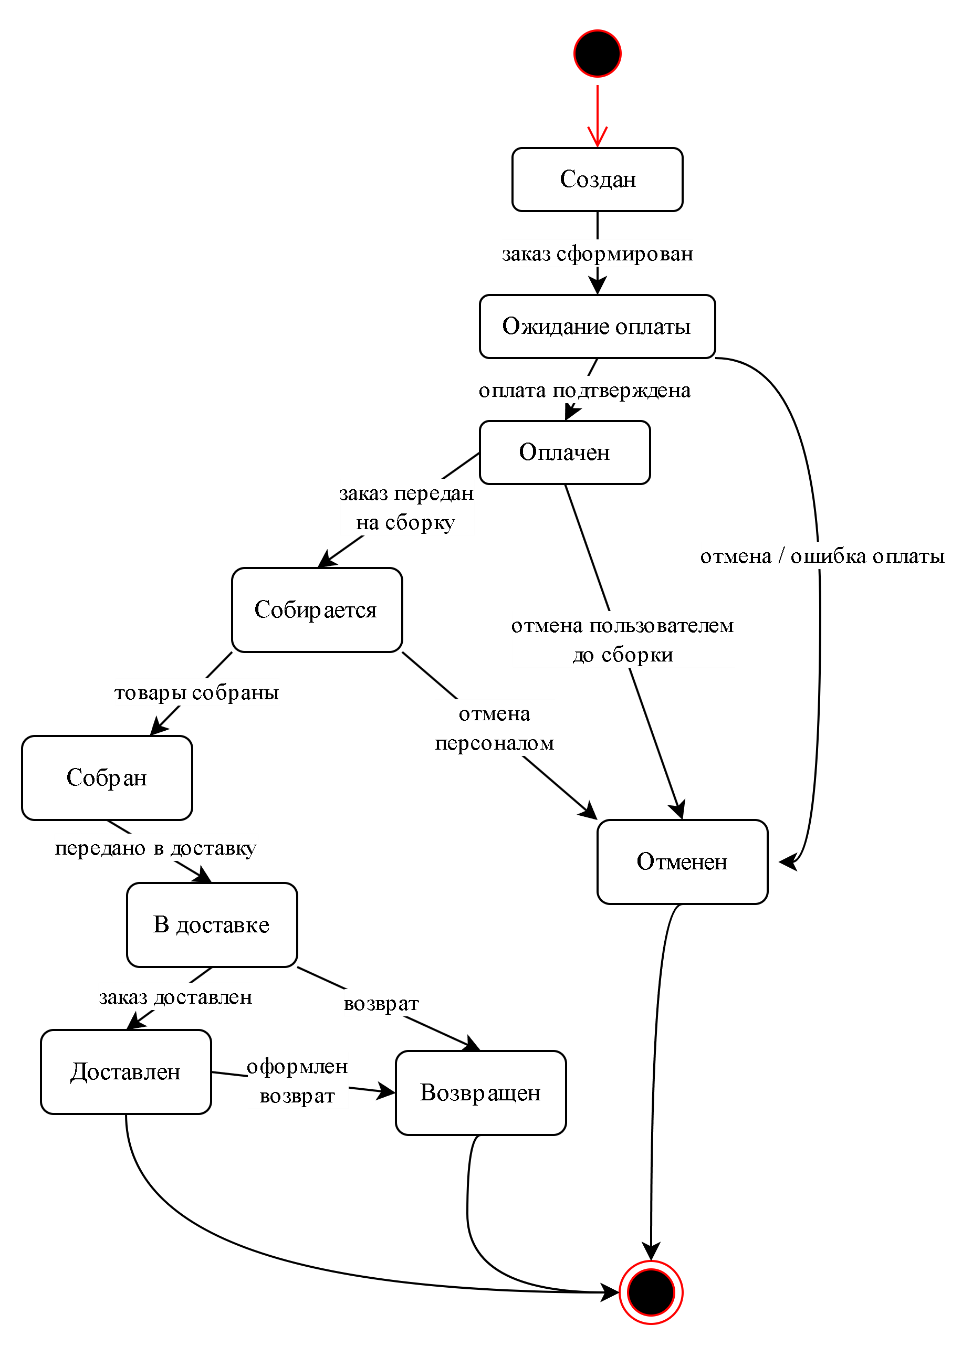 Создан
заказ сформирован
Ожидание оплаты
оплата подтверждена
Оплачен
заказ передан
на сборку
отмена / ошибка оплаты
Собирается
отмена пользователем
до сборки
товары собраны
отмена
персоналом
Собран
передано в доставку
Отменен
В доставке
заказ доставлен
возврат
Доставлен
оформлен
возврат
Возвращен